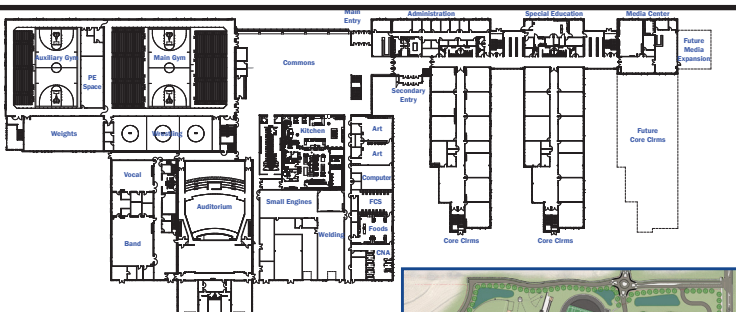 Main
Entry
Administration
Special Education
Media Center
Auxiliary Gym
PE
Space
Main Gym
Commons
Future
Media
Expansion
Secondary
Entry
Weights
Wrestling
Kitchen
Art
Art
Future
Core Clrms
Vocal
Computer
Auditorium
Small Engines
FCS
Band
Welding
Foods
Core Clrms
Core Clrms
CNA